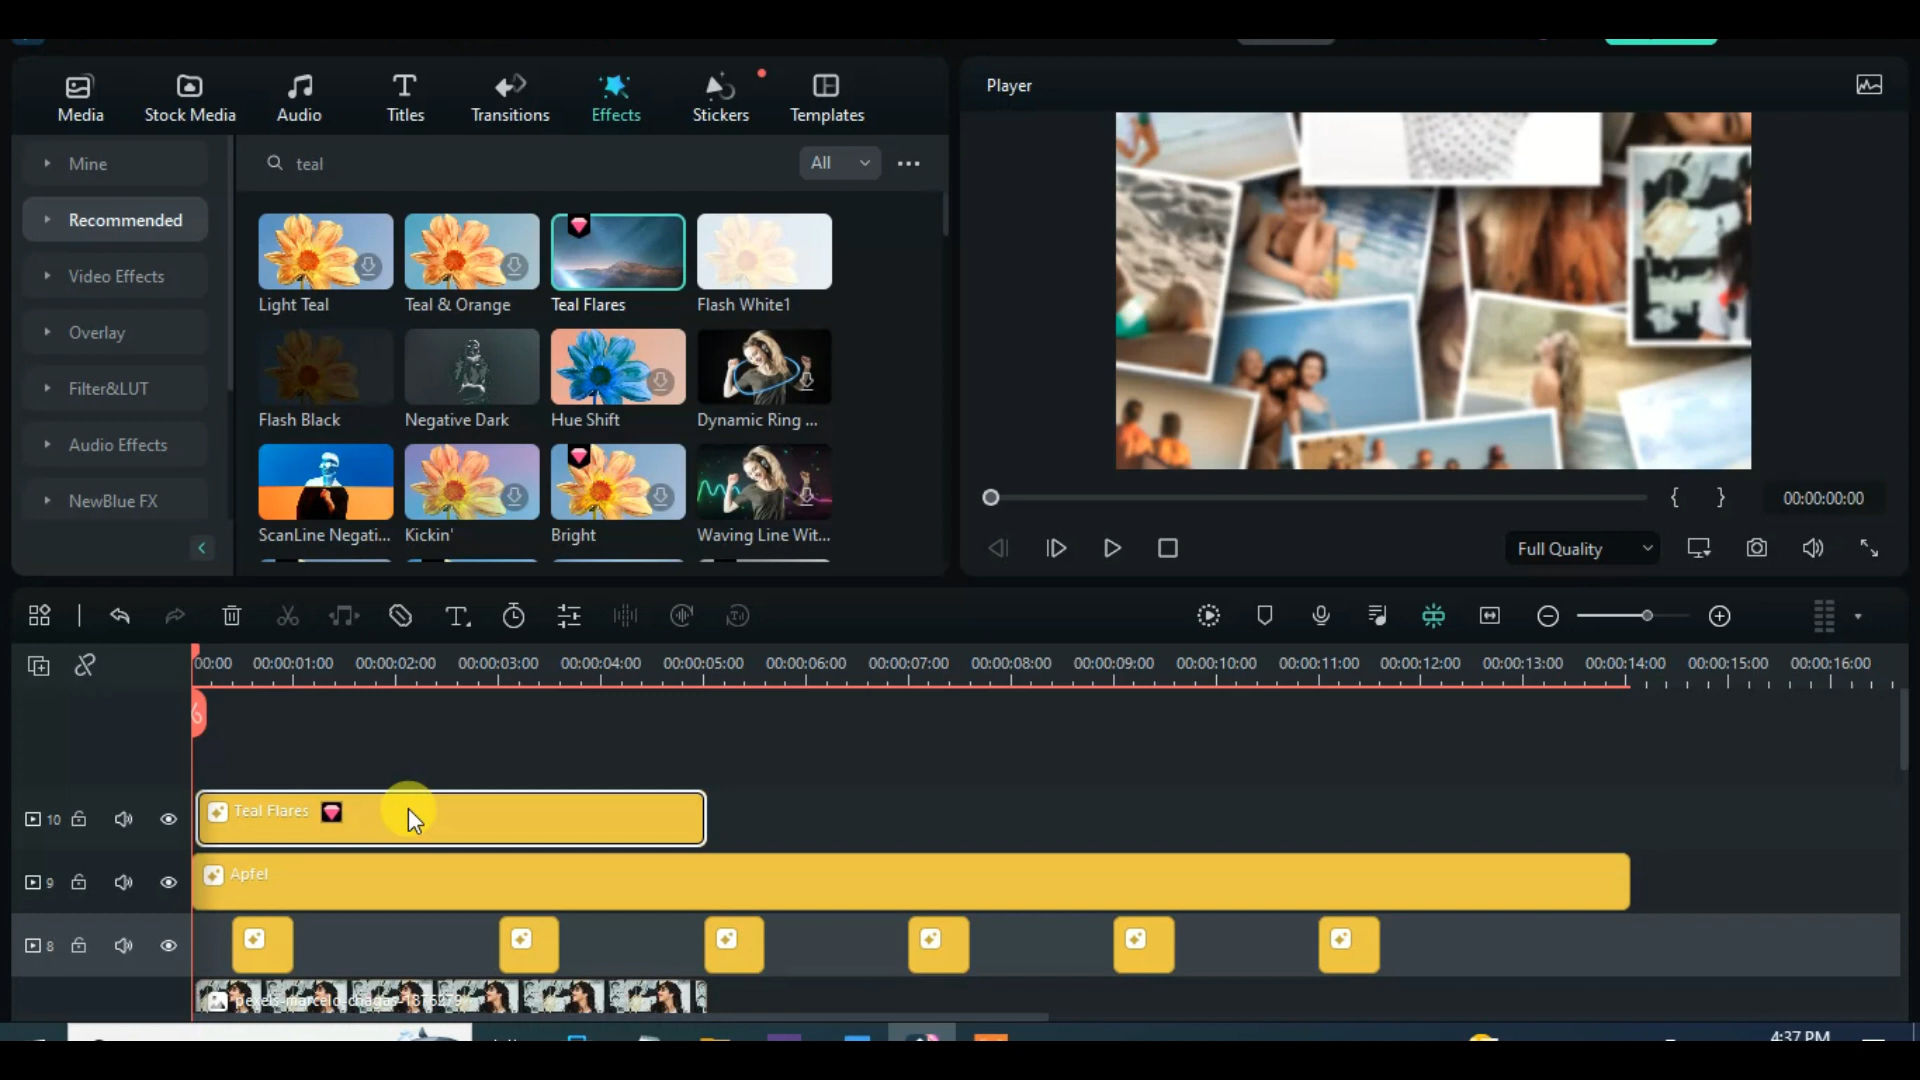 Player
Media
Stock Media
Audio
Titles
Transitions
Effects
Stickers
Templates
Mine
Recommended
Video Effects
Overlay
Filter&LUT
Audio Effects
NewBlue FX
teal
All
Light Teal
Teal & Orange
Teal Flares
Flash White1
Flash Black
Negative Dark
Hue Shift
Dynamic Ring ...
ScanLine Negati...
Kickin'
Bright
Waving Line Wit...
{ }
00:00:00:00
Full Quality
00:00 00:00:01:00 00:00:02:00 00:00:03:00 00:00:04:00 00:00:05:00 00:00:06:00 00:00:07:00 00:00:08:00 00:00:09:00 00:00:10:00 00:00:11:00 00:00:12:00 00:00:13:00 00:00:14:00 00:00:15:00 00:00:16:00
10
Teal Flares
9
Apfel
8
pexels-marcelo-chagas-1876279
4:37 PM